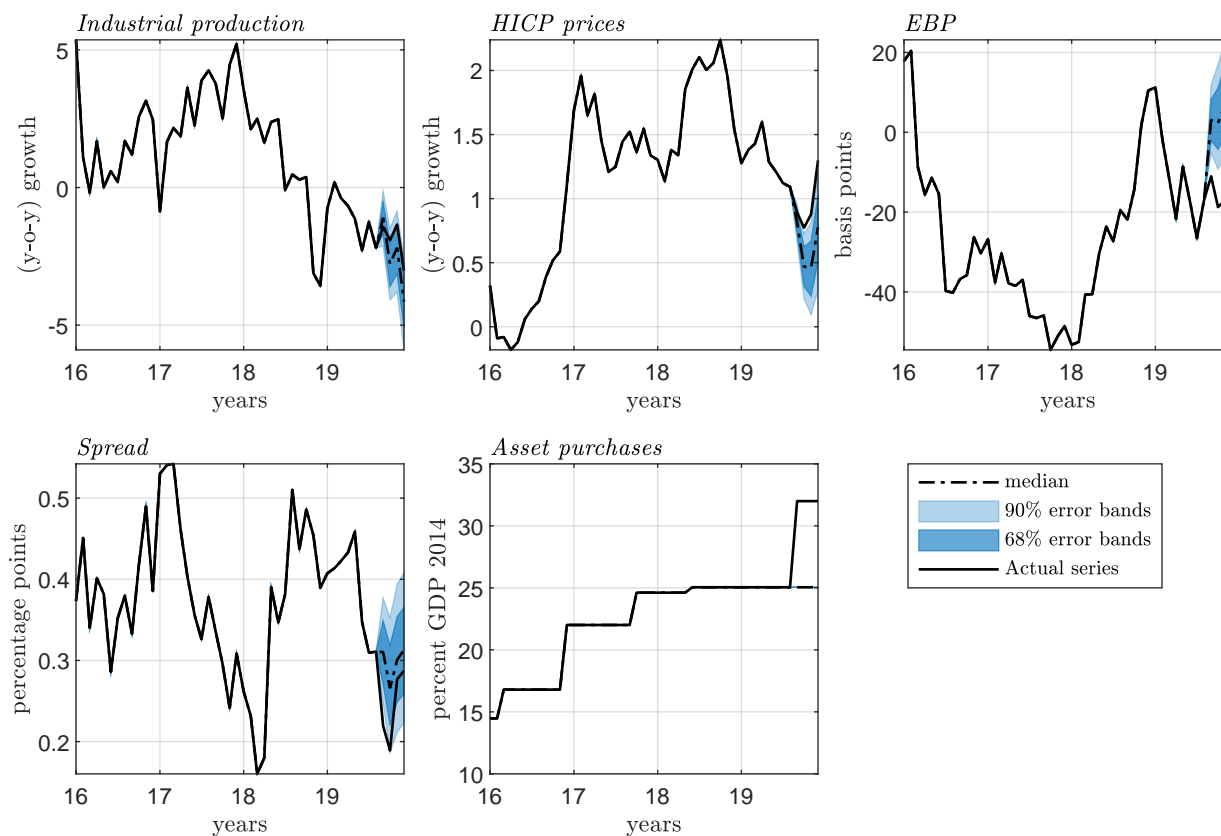 Industrial production
HICP prices
EBP
(y-o-y) growth
5
0
-5
16 17 18 19
years
(y-o-y) growth
2
1.5
1
0.5
0
16 17 18 19
years
basis points
20
0
-20
-40
16 17 18 19
years
Spread
Asset purchases
percentage points
0.5
0.4
0.3
0.2
16 17 18 19
years
percent GDP 2014
35
30
25
20
15
10
16 17 18 19
years
median
90% error bands
68% error bands
Actual series